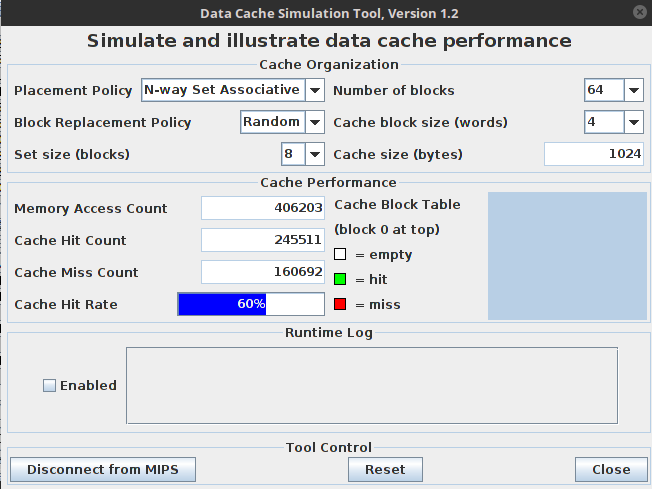 Data Cache Simulation Tool, Version 1.2
Simulate and illustrate data cache performance
Cache Organization
Placement Policy N-way Set Associative Number of blocks 64
Block Replacement Policy Random Cache block size (words) 4
Set size (blocks) 8 Cache size (bytes) 1024
Cache Performance
Memory Access Count 406203 Cache Block Table
(block 0 at top)
Cache Hit Count 245511
= empty
Cache Miss Count 160692
= hit
Cache Hit Rate 60% = miss
Runtime Log
Enabled
Tool Control
Disconnect from MIPS Reset Close